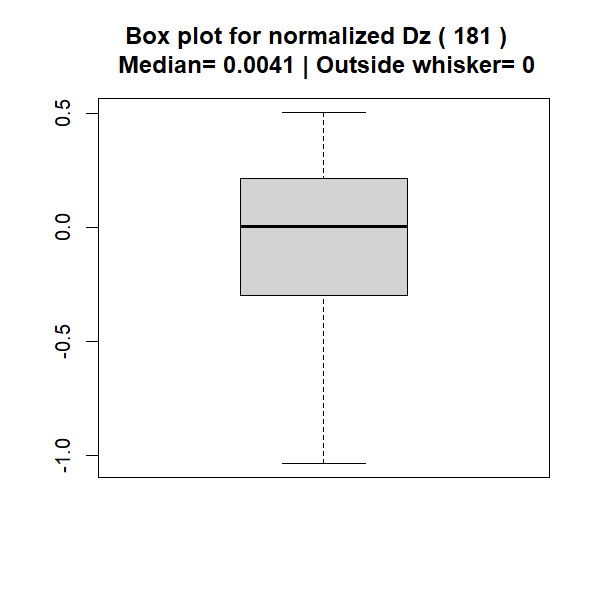 Box plot for normalized Dz ( 181 )
Median= 0.0041 | Outside whisker= 0
0.5
0.0
-0.5
-1.0